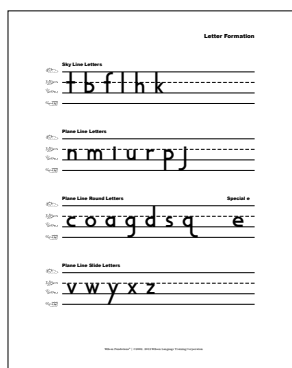 Letter Formation
Sky Line Letters
t b f l h k
Plane Line Letters
n m i u r p j
Plane Line Round Letters Special e
c o a g d s q e
Plane Line Slide Letters
v w y x z